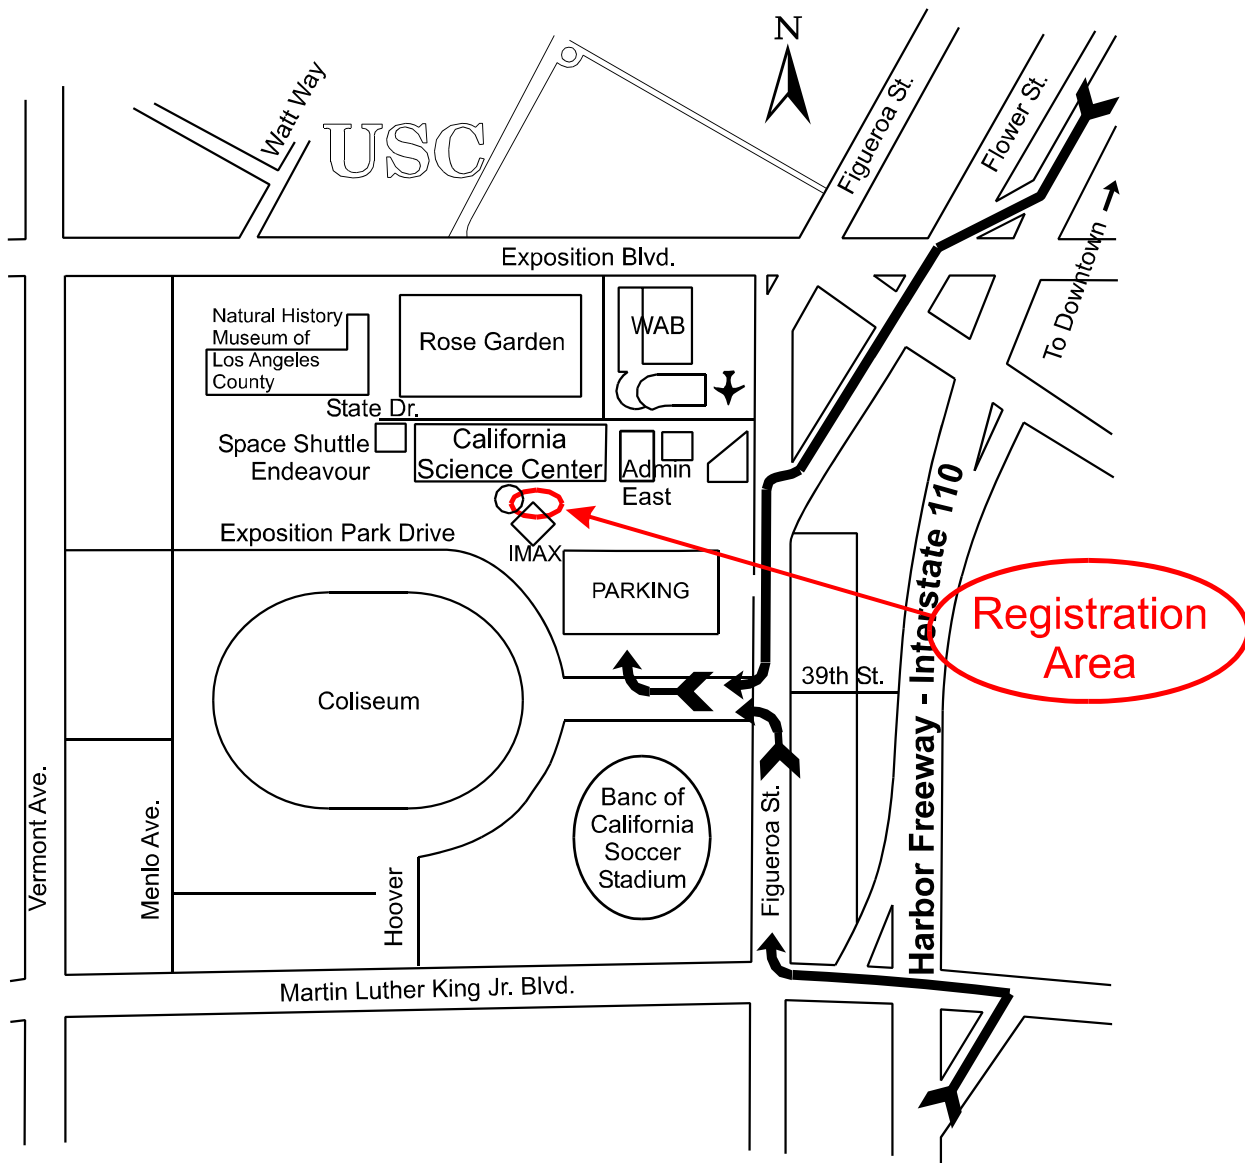 N
Watt Way
USC
Figueroa St.
Flower St.
To Downtown
Exposition Blvd.
Natural History
Museum of
Los Angeles
County
Rose Garden
WAB
State Dr.
Space Shuttle
Endeavour
California
Science Center
Admin
East
Exposition Park Drive
IMAX
PARKING
Registration
Area
Harbor Freeway - Interstate 110
39th St.
Coliseum
Banc of
California
Soccer
Stadium
Figueroa St.
Vermont Ave.
Menlo Ave.
Hoover
Martin Luther King Jr. Blvd.